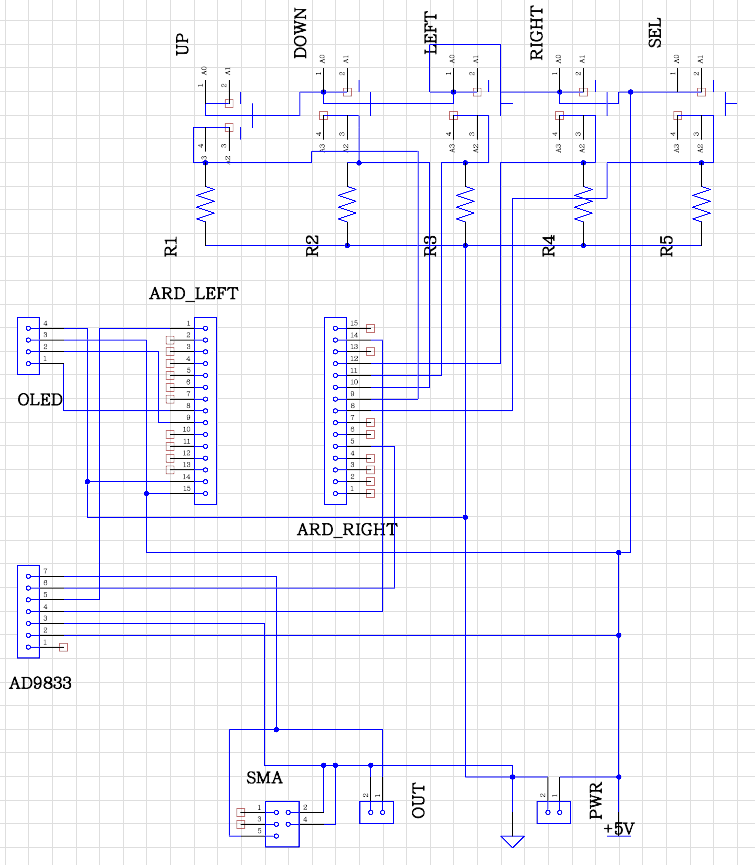 UP
DOWN
LEFT
RIGHT
SEL
A0 A1
A0 A1
A0 A1
A0 A1
A0 A1
1 2
1 2
1 2
1 2
1 2
4 3
4 3
4 3
4 3
4 3
A3 A2
A3 A2
A3 A2
A3 A2
A3 A2
R1
R2
R3
R4
R5
ARD_LEFT
1
2
3
4
5
6
7
8
9
10
11
12
13
14
15
15
14
13
12
11
10
9
8
7
6
5
4
3
2
1
ARD_RIGHT
4
3
2
1
OLED
7
6
5
4
3
2
1
AD9833
SMA
1 2
3 4
5
2 1
OUT
2 1
PWR
+5V